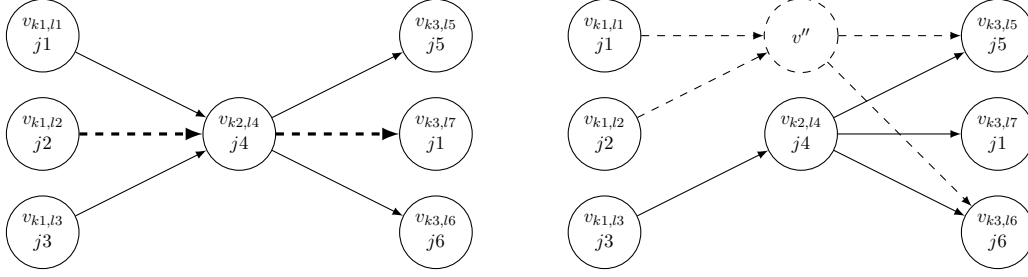 v_{k1,l1}
j1
v_{k1,l2}
j2
v_{k1,l3}
j3
v_{k2,l4}
j4
v_{k3,l5}
j5
v_{k3,l7}
j1
v_{k3,l6}
j6
v_{k1,l1}
j1
v_{k1,l2}
j2
v_{k1,l3}
j3
v''
v_{k2,l4}
j4
v_{k3,l5}
j5
v_{k3,l7}
j1
v_{k3,l6}
j6